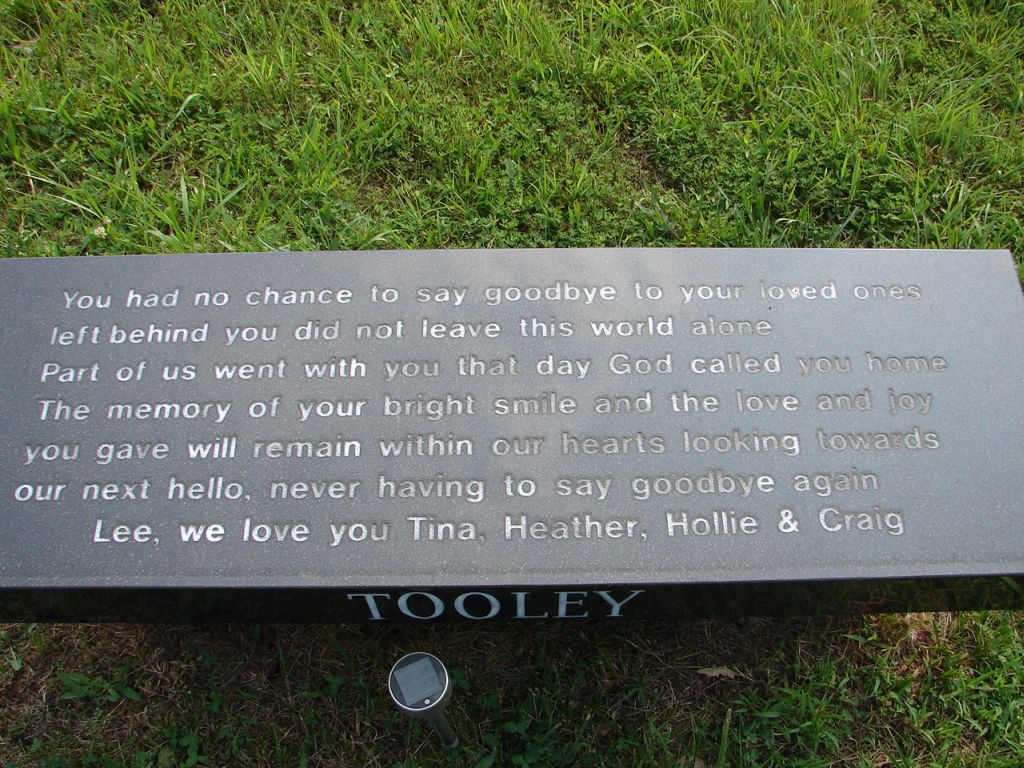 You had no chance to say goodbye to your loved ones
left behind you did not leave this world alone
Part of us went with you that day God called you home
The memory of your bright smile and the love and joy
you gave will remain within our hearts looking towards
our next hello, never having to say goodbye again
Lee, we love you Tina, Heather, Hollie & Craig
TOOLEY